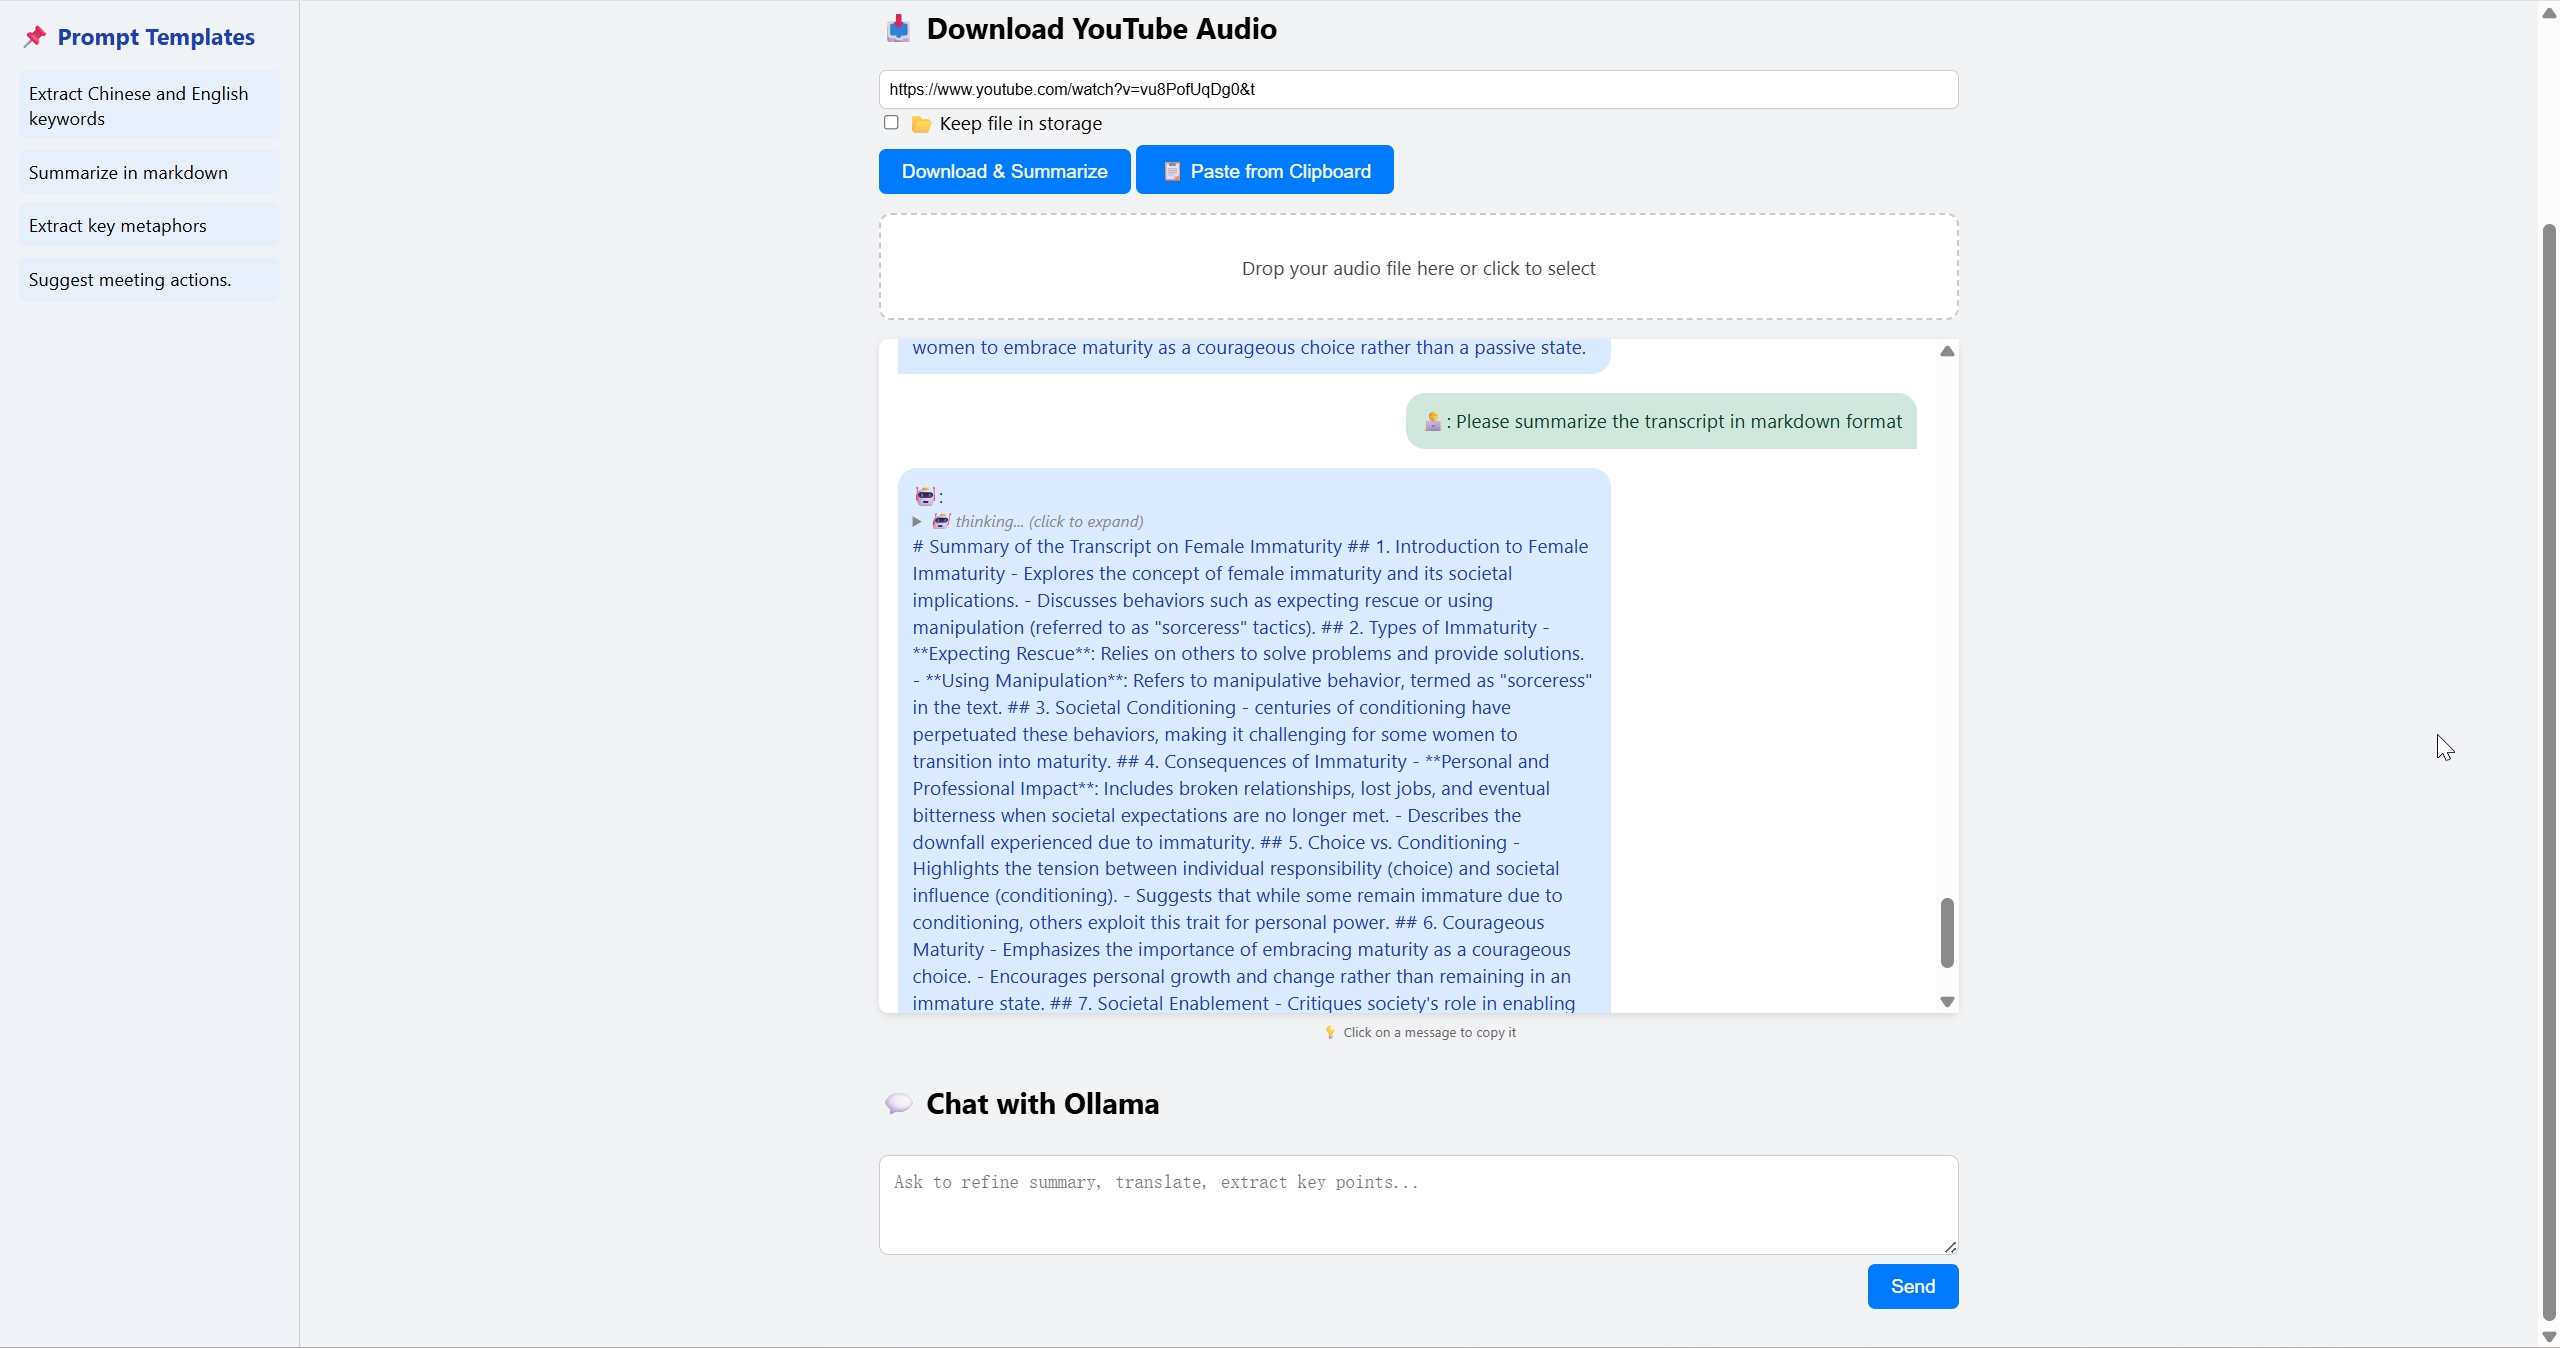 Prompt Templates
Extract Chinese and English
keywords
Summarize in markdown
Extract key metaphors
Suggest meeting actions.
Download YouTube Audio
https://www.youtube.com/watch?v=vu8PofUqDg0&t
Keep file in storage
Download & Summarize
Paste from Clipboard
Drop your audio file here or click to select
women to embrace maturity as a courageous choice rather than a passive state.
: Please summarize the transcript in markdown format
:
thinking... (click to expand)
# Summary of the Transcript on Female Immaturity ## 1. Introduction to Female
Immaturity - Explores the concept of female immaturity and its societal
implications. - Discusses behaviors such as expecting rescue or using
manipulation (referred to as "sorceress" tactics). ## 2. Types of Immaturity -
**Expecting Rescue**: Relies on others to solve problems and provide solutions.
- **Using Manipulation**: Refers to manipulative behavior, termed as "sorceress"
in the text. ## 3. Societal Conditioning - centuries of conditioning have
perpetuated these behaviors, making it challenging for some women to
transition into maturity. ## 4. Consequences of Immaturity - **Personal and
Professional Impact**: Includes broken relationships, lost jobs, and eventual
bitterness when societal expectations are no longer met. - Describes the
downfall experienced due to immaturity. ## 5. Choice vs. Conditioning -
Highlights the tension between individual responsibility (choice) and societal
influence (conditioning). - Suggests that while some remain immature due to
conditioning, others exploit this trait for personal power. ## 6. Courageous
Maturity - Emphasizes the importance of embracing maturity as a courageous
choice. - Encourages personal growth and change rather than remaining in an
immature state. ## 7. Societal Enablement - Critiques society's role in enabling
Click on a message to copy it
Chat with Ollama
Ask to refine summary, translate, extract key points...
Send